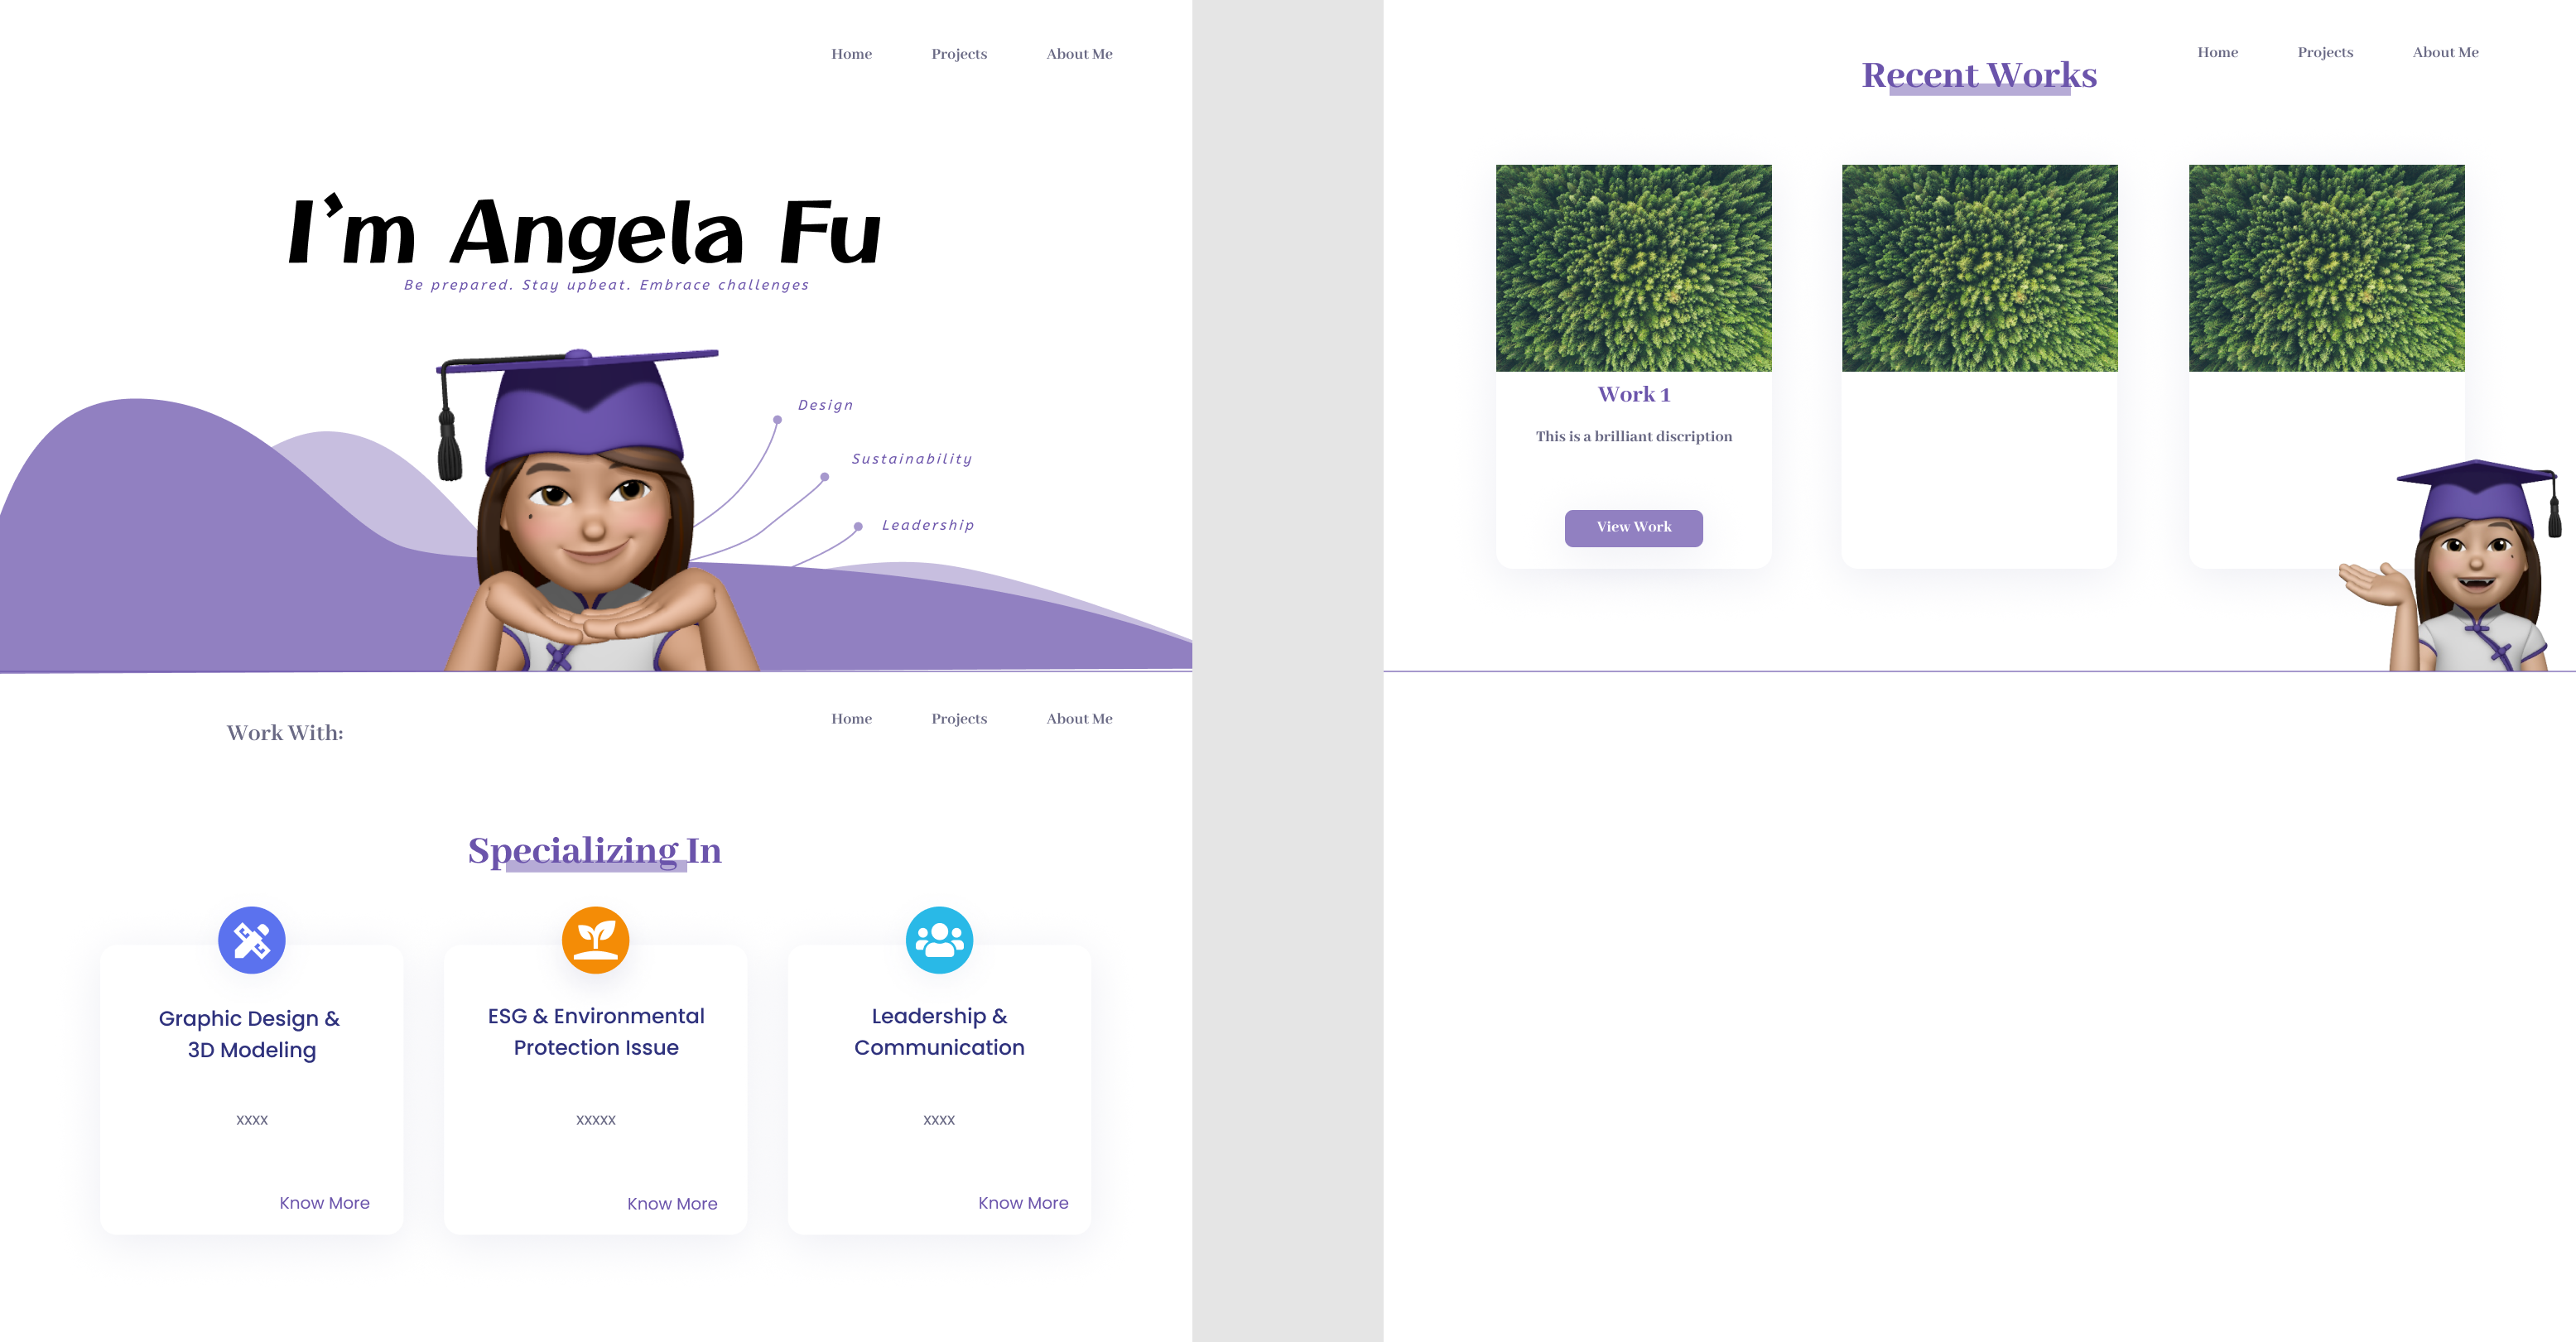 Home Projects About Me
I’m Angela Fu
Be prepared. Stay upbeat. Embrace challenges
Design
Sustainability
Leadership
Work With:
Home Projects About Me
Specializing In
Graphic Design &
3D Modeling
xxxx
Know More
ESG & Environmental
Protection Issue
xxxxx
Know More
Leadership &
Communication
xxxx
Know More
Home Projects About Me
Recent Works
Work 1
This is a brilliant discription
View Work